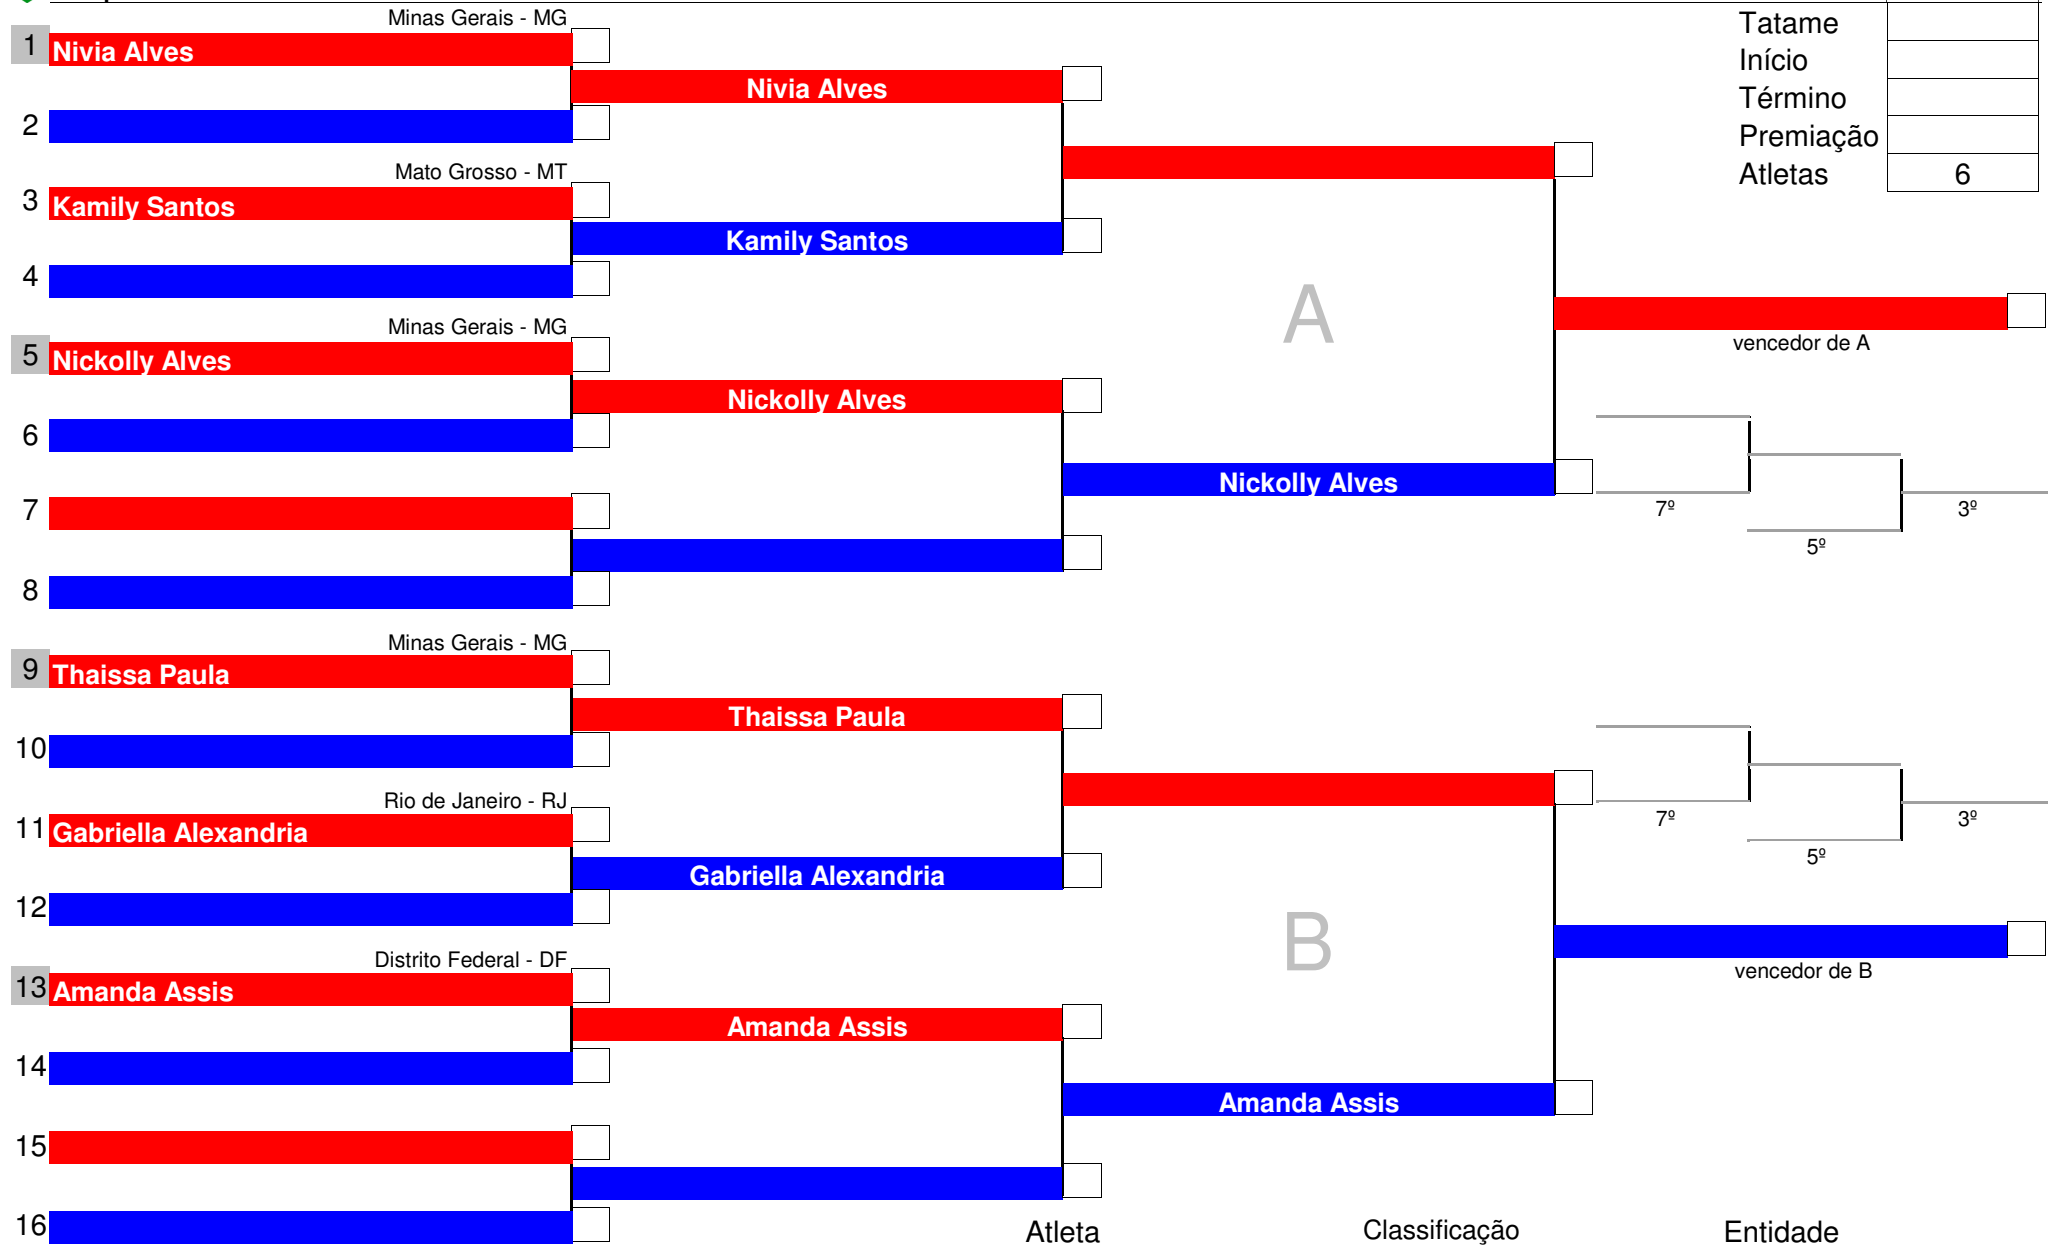 Minas Gerais - MG
Tatame
1 Nivia Alves
Início
Nivia Alves
Término
2
Premiação
Mato Grosso - MT
Atletas 6
3 Kamily Santos
Kamily Santos
4
A
Minas Gerais - MG
vencedor de A
5 Nickolly Alves
Nickolly Alves
6
Nickolly Alves
7
7º
3º
5º
8
Minas Gerais - MG
9 Thaissa Paula
Thaissa Paula
10
Rio de Janeiro - RJ
11 Gabriella Alexandria
7º
3º
5º
Gabriella Alexandria
12
B
Distrito Federal - DF
vencedor de B
13 Amanda Assis
Amanda Assis
14
Amanda Assis
15
16
Atleta Classificação Entidade